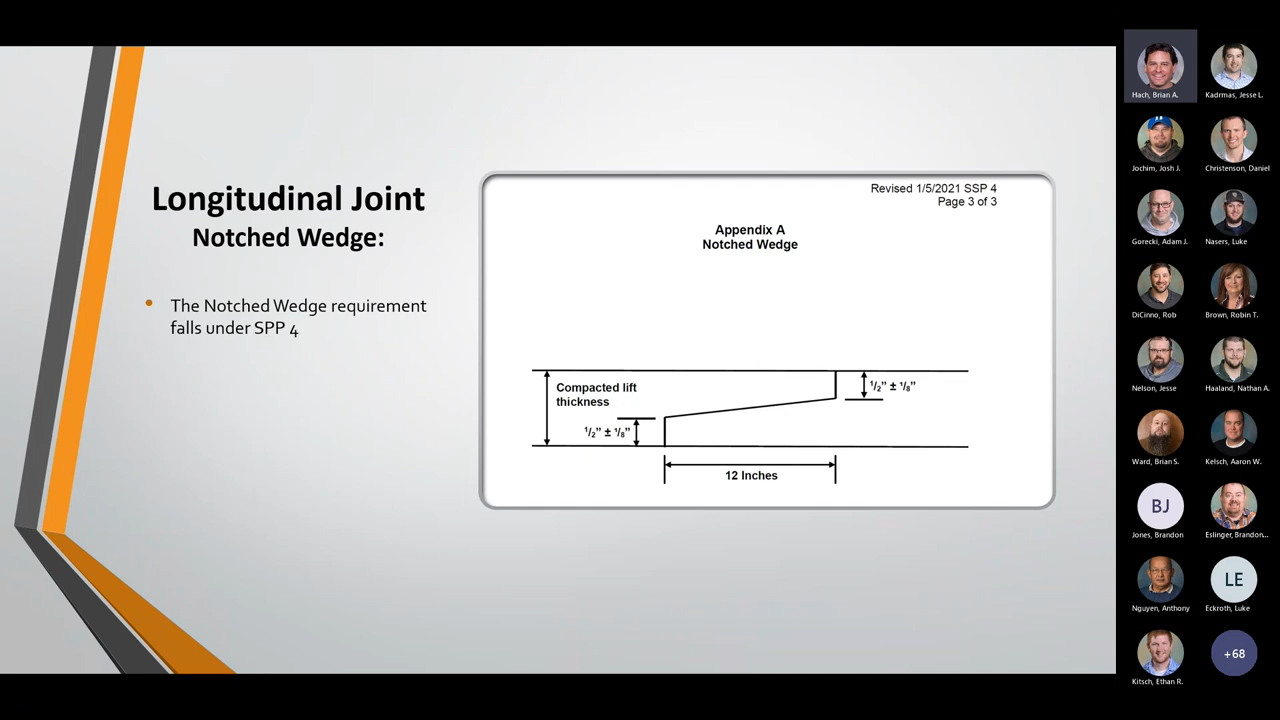 Longitudinal Joint
Notched Wedge:
• The Notched Wedge requirement
falls under SPP 4
Revised 1/5/2021 SSP 4
Page 3 of 3
Appendix A
Notched Wedge
Compacted lift
thickness
1/2” ± 1/8”
1/2” ± 1/8”
12 Inches
Hach, Brian A.
Kadrmas, Jesse L.
Jochim, Josh J.
Christenson, Daniel
Gorecki, Adam J.
Nasers, Luke
DiCinno, Rob
Brown, Robin T.
Nelson, Jesse
Haaland, Nathan A.
Ward, Brian S.
Kelsch, Aaron W.
BJ
Jones, Brandon
Eslinger, Brandon...
Nguyen, Anthony
LE
Eckroth, Luke
Kitsch, Ethan R.
+68